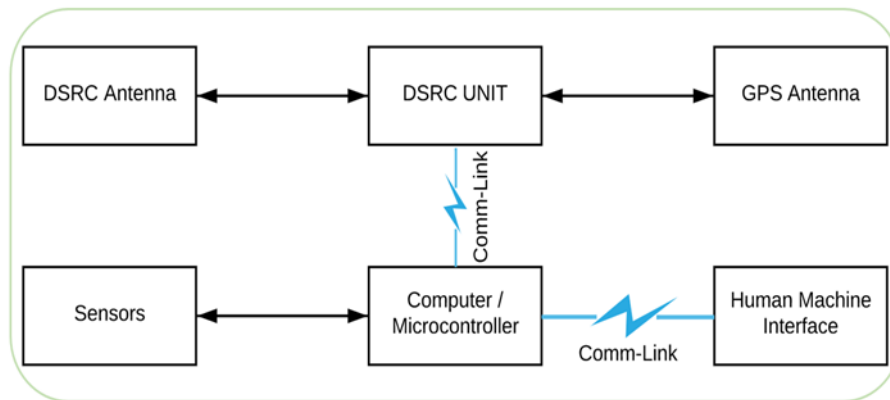 DSRC Antenna
DSRC UNIT
GPS Antenna
Comm-Link
Sensors
Computer /
Microcontroller
Human Machine
Interface
Comm-Link